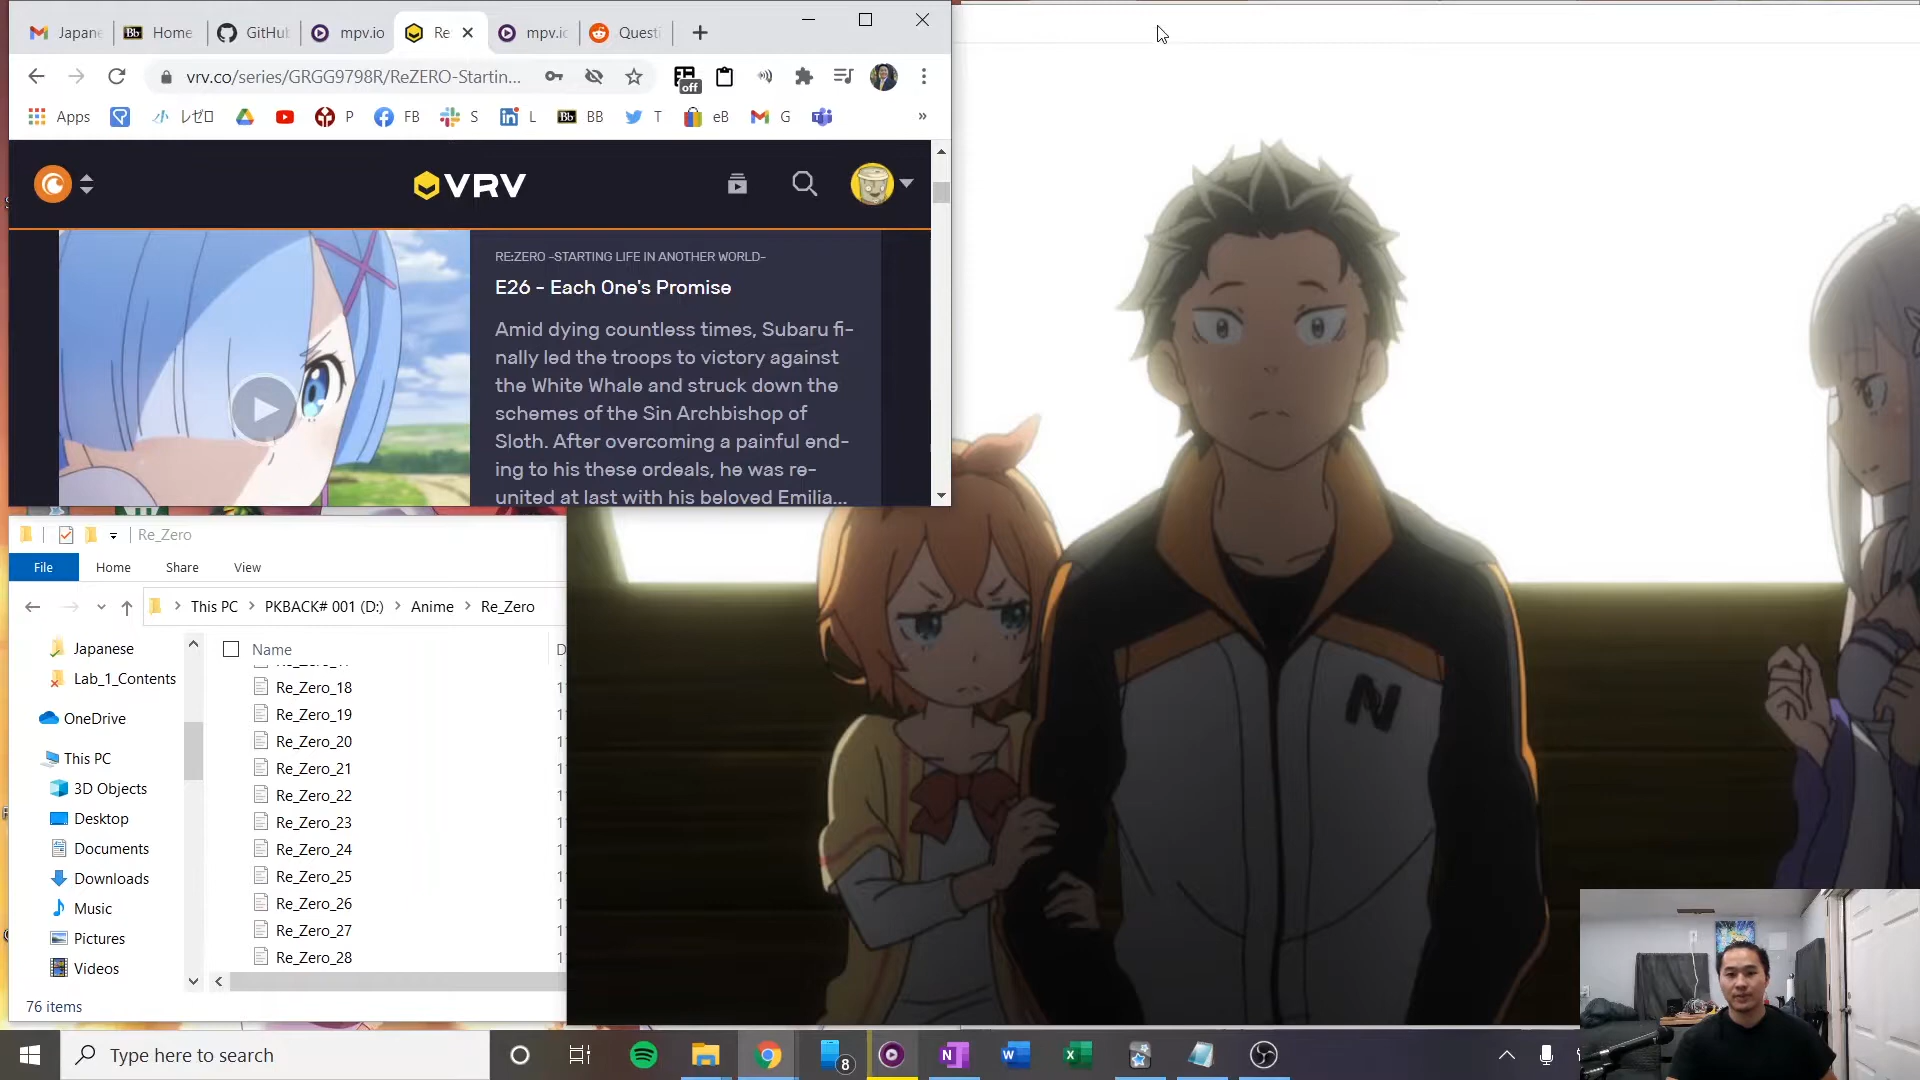 Japane
Home
GitHub
mpv.io
Re
mpv.io
Questi
vrv.co/series/GRGG9798R/ReZERO-Startin...
off
Apps
レゼロ
P
FB
S
L
BB
T
eB
G
»
VRV
RE:ZERO -STARTING LIFE IN ANOTHER WORLD-
E26 - Each One's Promise
Amid dying countless times, Subaru fi-
nally led the troops to victory against
the White Whale and struck down the
schemes of the Sin Archbishop of
Sloth. After overcoming a painful end-
ing to his these ordeals, he was re-
united at last with his beloved Emilia...
Re_Zero
File Home Share View
This PC > PKBACK# 001 (D:) > Anime > Re_Zero
Japanese
Lab_1_Contents
OneDrive
This PC
3D Objects
Desktop
Documents
Downloads
Music
Pictures
Videos
Name
Re_Zero_18
Re_Zero_19
Re_Zero_20
Re_Zero_21
Re_Zero_22
Re_Zero_23
Re_Zero_24
Re_Zero_25
Re_Zero_26
Re_Zero_27
Re_Zero_28
76 items
N
Type here to search
8